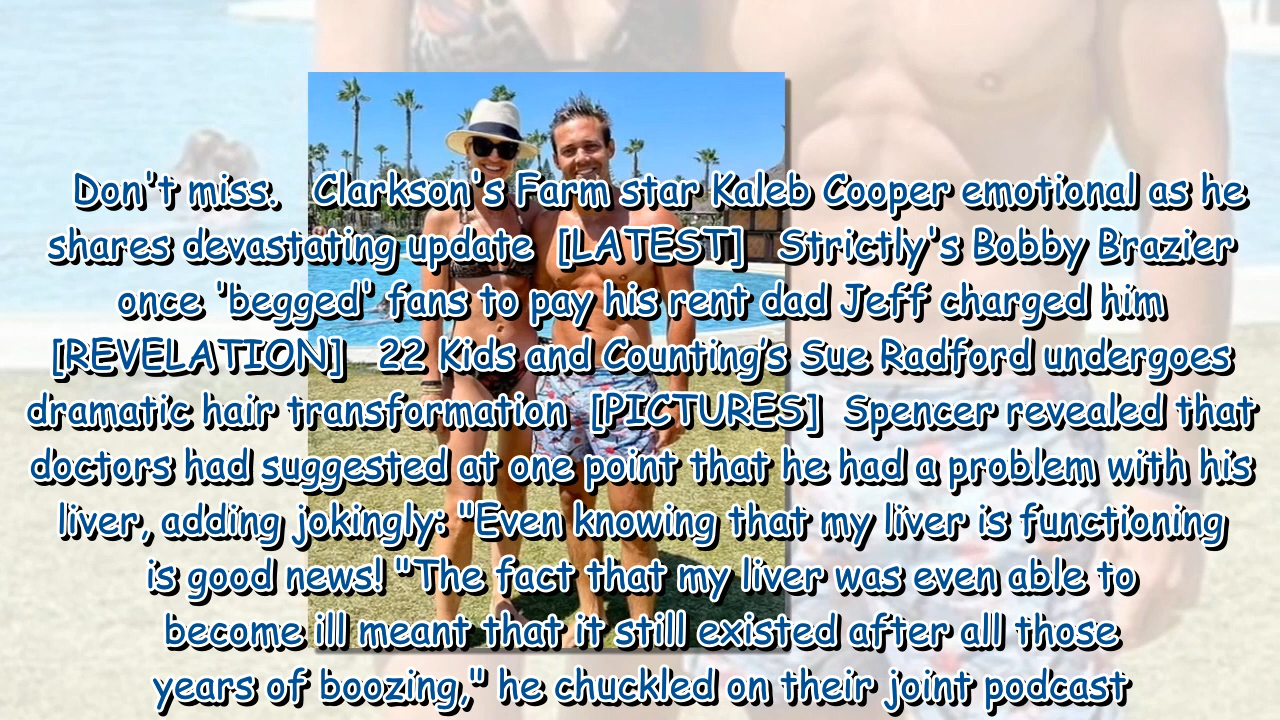 Don't miss. Clarkson's Farm star Kaleb Cooper emotional as he
shares devastating update [LATEST] Strictly's Bobby Brazier
once 'begged' fans to pay his rent dad Jeff charged him
[REVELATION] 22 Kids and Counting’s Sue Radford undergoes
dramatic hair transformation [PICTURES] Spencer revealed that
doctors had suggested at one point that he had a problem with his
liver, adding jokingly: "Even knowing that my liver is functioning
is good news! "The fact that my liver was even able to
become ill meant that it still existed after all those
years of boozing," he chuckled on their joint podcast